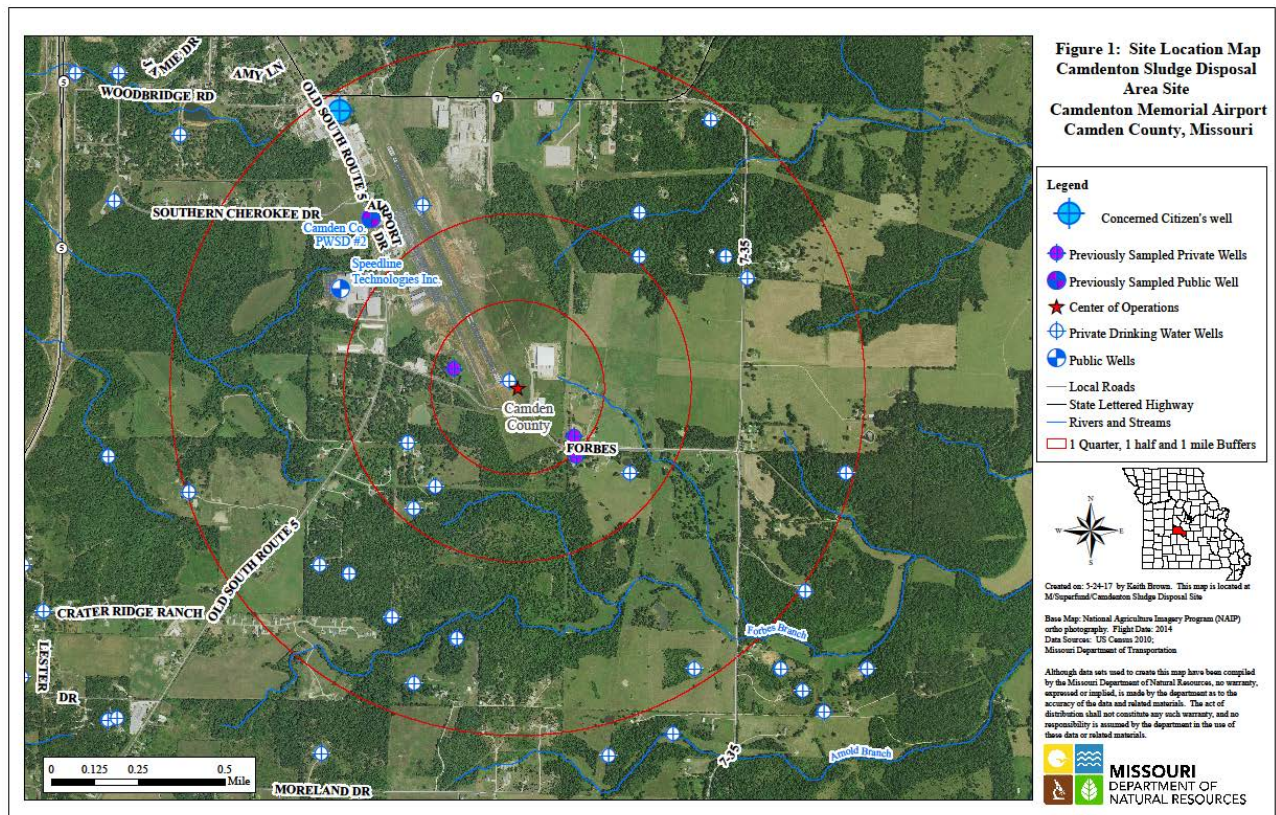 Figure 1: Site Location Map
Camdenton Sludge Disposal
Area Site
Camdenton Memorial Airport
Camden County, Missouri
Legend
Concerned Citizen's well
Previously Sampled Private Wells
Previously Sampled Public Well
Center of Operations
Private Drinking Water Wells
Public Wells
Local Roads
State Lettered Highway
Rivers and Streams
1 Quarter, 1 half and 1 mile Buffers
N
W
E
S
Created on: 5-24-17 by Keith Brown. This map is located at
M/Superfund/Camdenton Sludge Disposal Site
Base Map: National Agriculture Imagery Program (NAIP)
ortho photography. Flight Date: 2014
Data Sources: US Census 2010;
Missouri Department of Transportation
Although data sets used to create this map have been compiled
by the Missouri Department of Natural Resources, no warranty,
expressed or implied, is made by the department as to the
accuracy of the data and related materials. The act of
distribution shall not constitute any such warranty, and no
responsibility is assumed by the department in the use of
these data or related materials.
MISSOURI
DEPARTMENT OF
NATURAL RESOURCES
JAMIE DR
AMY LN
5
WOODBRIDGE RD
OLD SOUTH ROUTE 5
7
SOUTHERN CHEROKEE DR
AIRPORT DR
Camden Co.
PWSD #2
5
Speedline
Technologies Inc.
7-35
Camden
County
FORBES
OLD SOUTH ROUTE 5
CRATER RIDGE RANCH
Forbes Branch
LESTER
DR
7-35
Arnold Branch
0 0.125 0.25 0.5
Mile
MORELAND DR